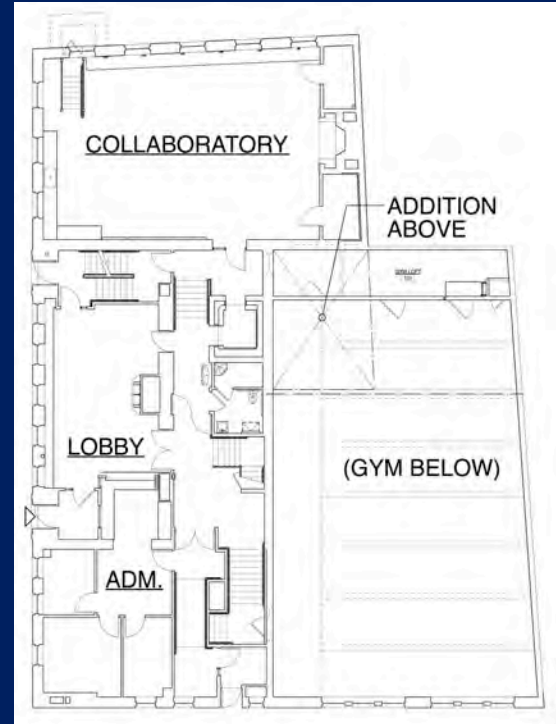 COLLABORATORY
ADDITION
ABOVE
LOBBY
(GYM BELOW)
ADM.